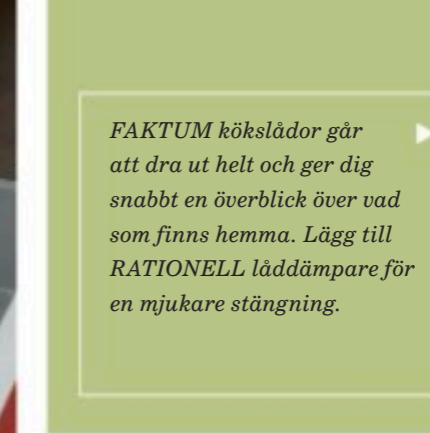 FAKTUM kökslådor går
att dra ut helt och ger dig
snabbt en överblick över vad
som finns hemma. Lägg till
RATIONELL låddämpare för
en mjukare stängning.